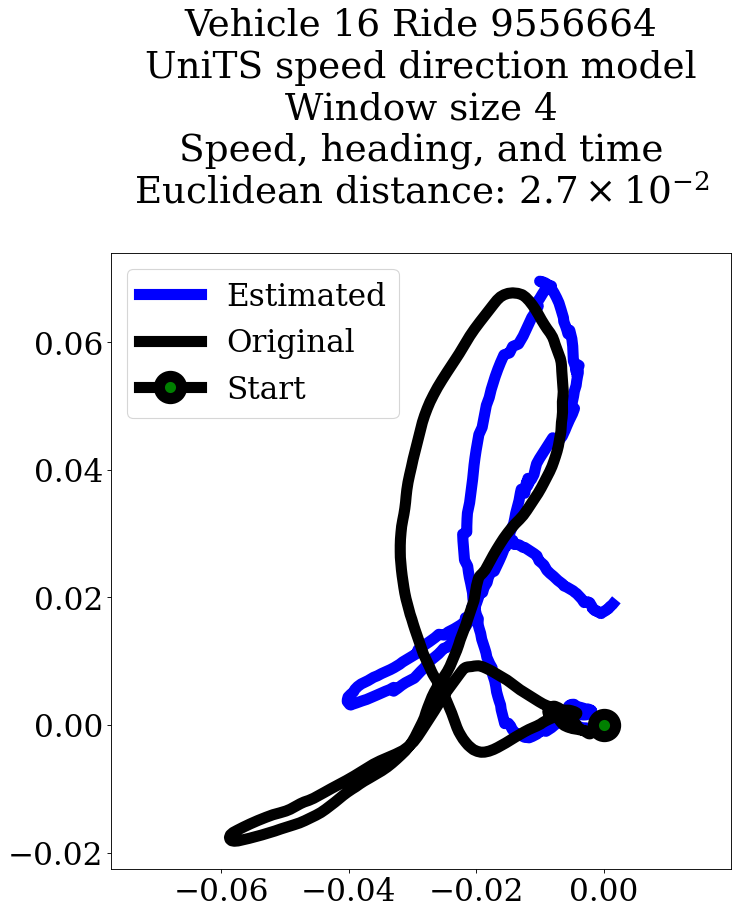 Vehicle 16 Ride 9556664
UniTS speed direction model
Window size 4
Speed, heading, and time
Euclidean distance: 2.7 × 10⁻²
Estimated
Original
Start
0.06
0.04
0.02
0.00
−0.02
−0.06 −0.04 −0.02 0.00